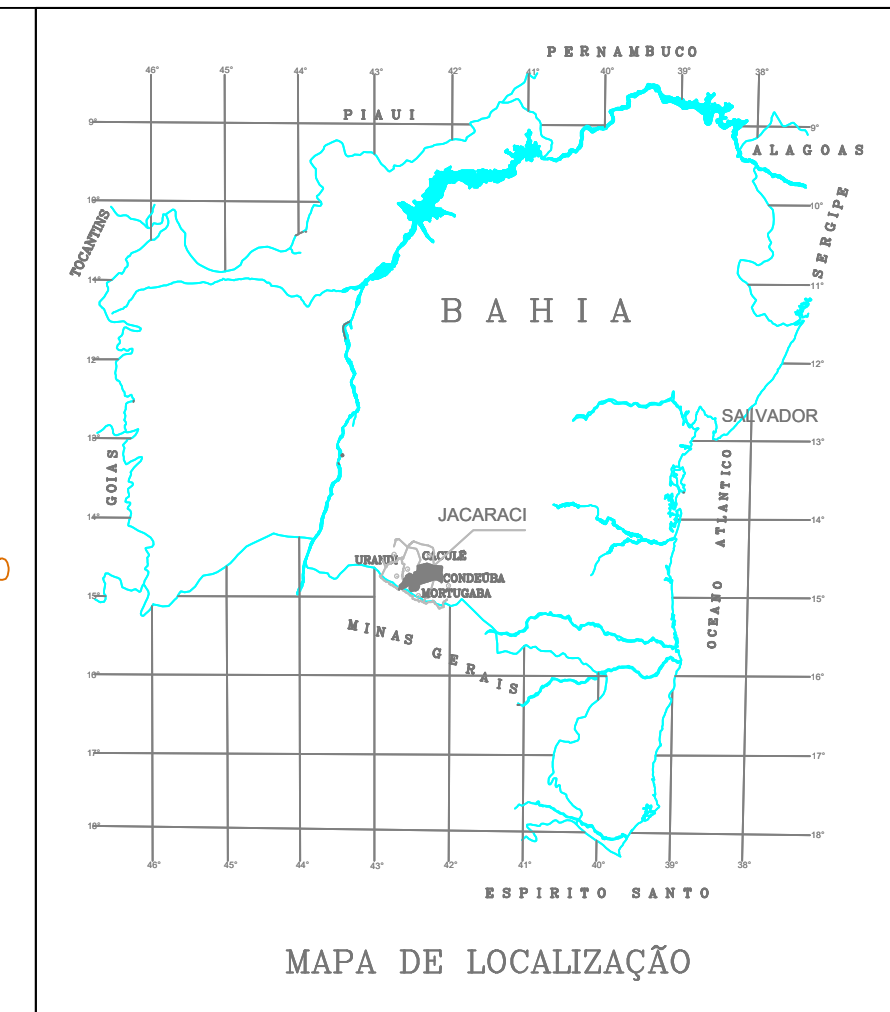 PERNAMBUCO
46° 45° 44° 43° 42° 41° 40° 39° 38°
PIAUI
9° 9°
ALAGOAS
10° 10°
SERGIPE
TOCANTINS
11° 11°
BAHIA
12° 12°
SALVADOR
13° 13°
GOIAS
OCEANO ATLANTICO
JACARACI
14° 14°
URANDI CACULÉ
CONDEÚBA
MORTUGABA
15° 15°
MINAS GERAIS
16° 16°
17° 17°
18° 18°
46° 45° 44° 43° 42° 41° 40° 39° 38°
ESPIRITO SANTO
MAPA DE LOCALIZAÇÃO
0